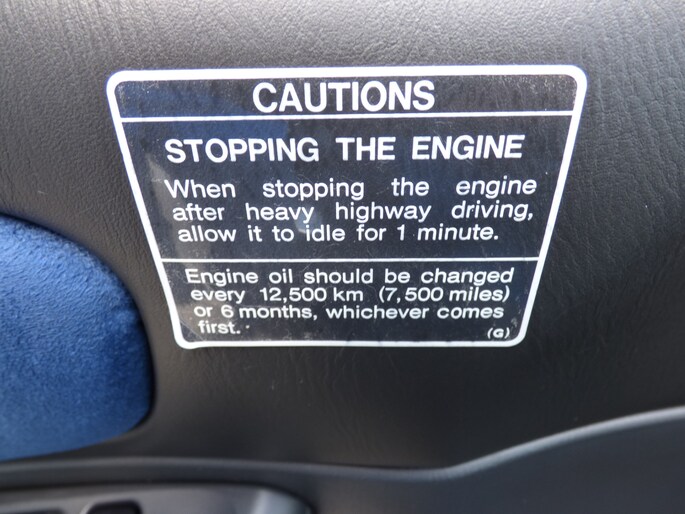 CAUTIONS
STOPPING THE ENGINE
When stopping the engine
after heavy highway driving,
allow it to idle for 1 minute.
Engine oil should be changed
every 12,500 km (7,500 miles)
or 6 months, whichever comes
first.
(G)